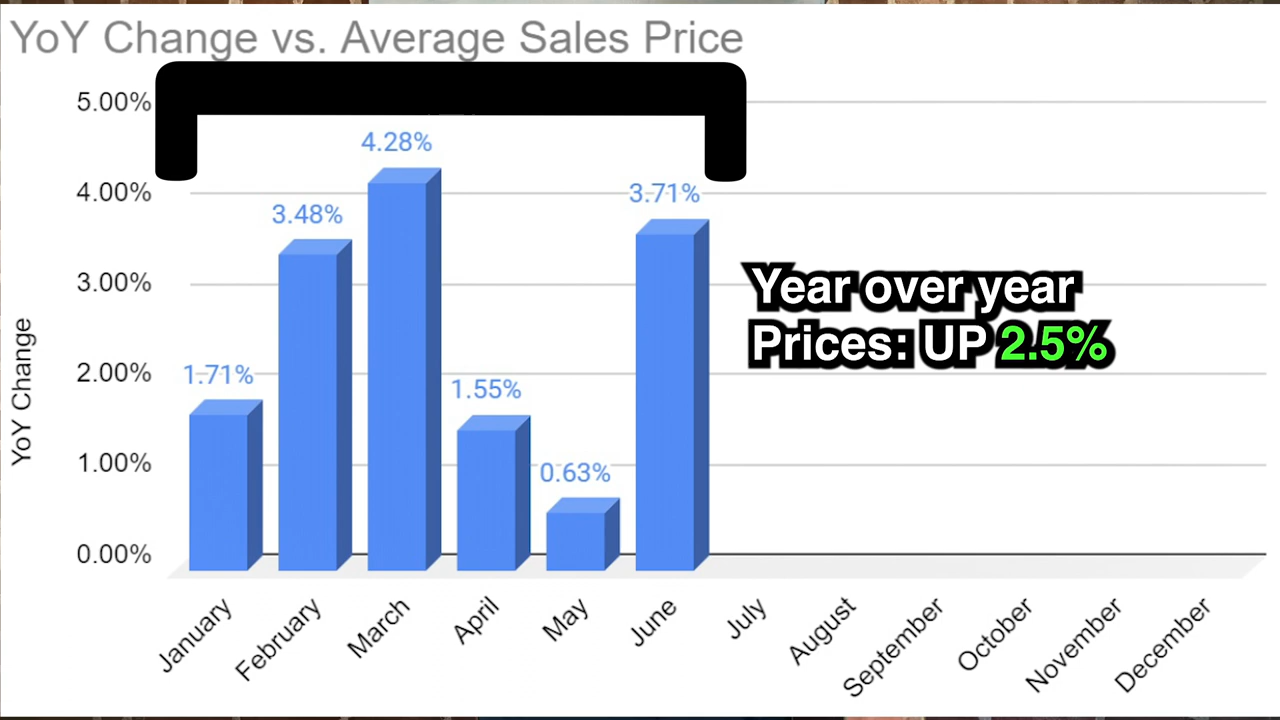 YoY Change vs. Average Sales Price
5.00%
4.00%
3.00%
2.00%
1.00%
0.00%
YoY Change
1.71%
3.48%
4.28%
1.55%
0.63%
3.71%
Year over year
Prices: UP 2.5%
January
February
March
April
May
June
July
August
September
October
November
December